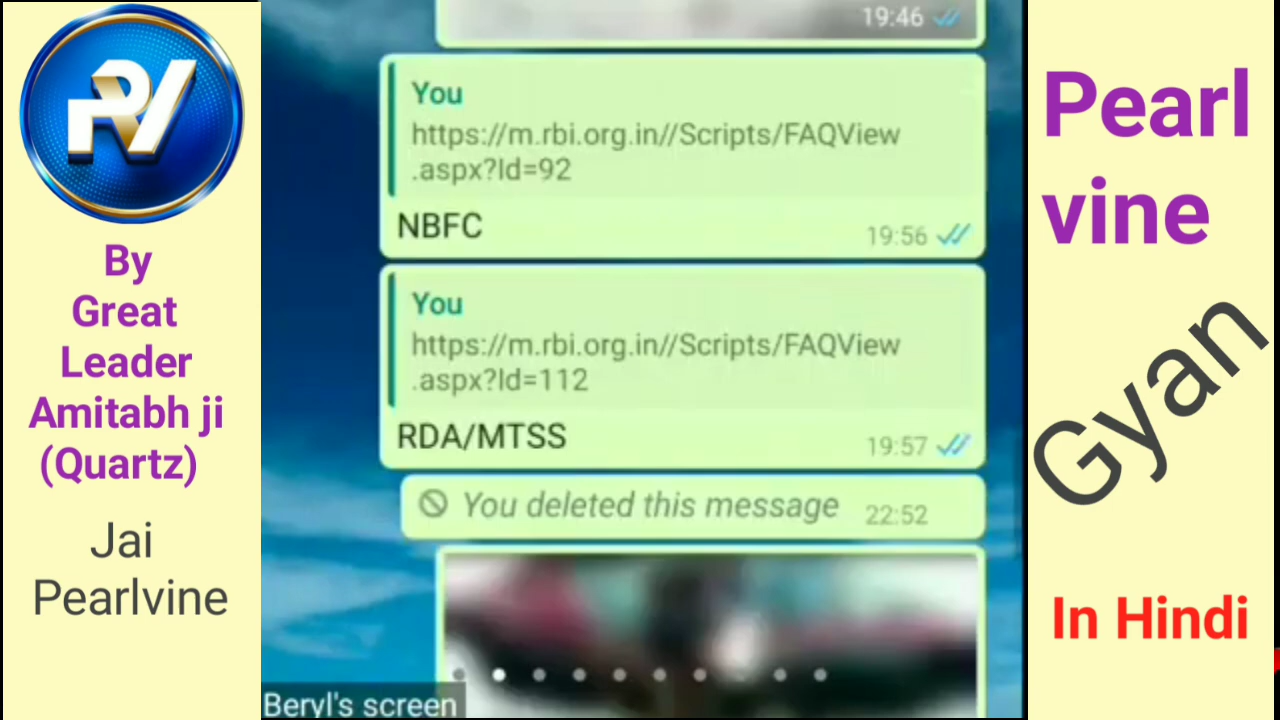 PV
By
Great
Leader
Amitabh ji
(Quartz)
Jai
Pearlvine
19:46
You
https://m.rbi.org.in//Scripts/FAQView
.aspx?Id=92
NBFC
19:56
You
https://m.rbi.org.in//Scripts/FAQView
.aspx?Id=112
RDA/MTSS
19:57
You deleted this message
22:52
Beryl's screen
Pearl
vine
Gyan
In Hindi